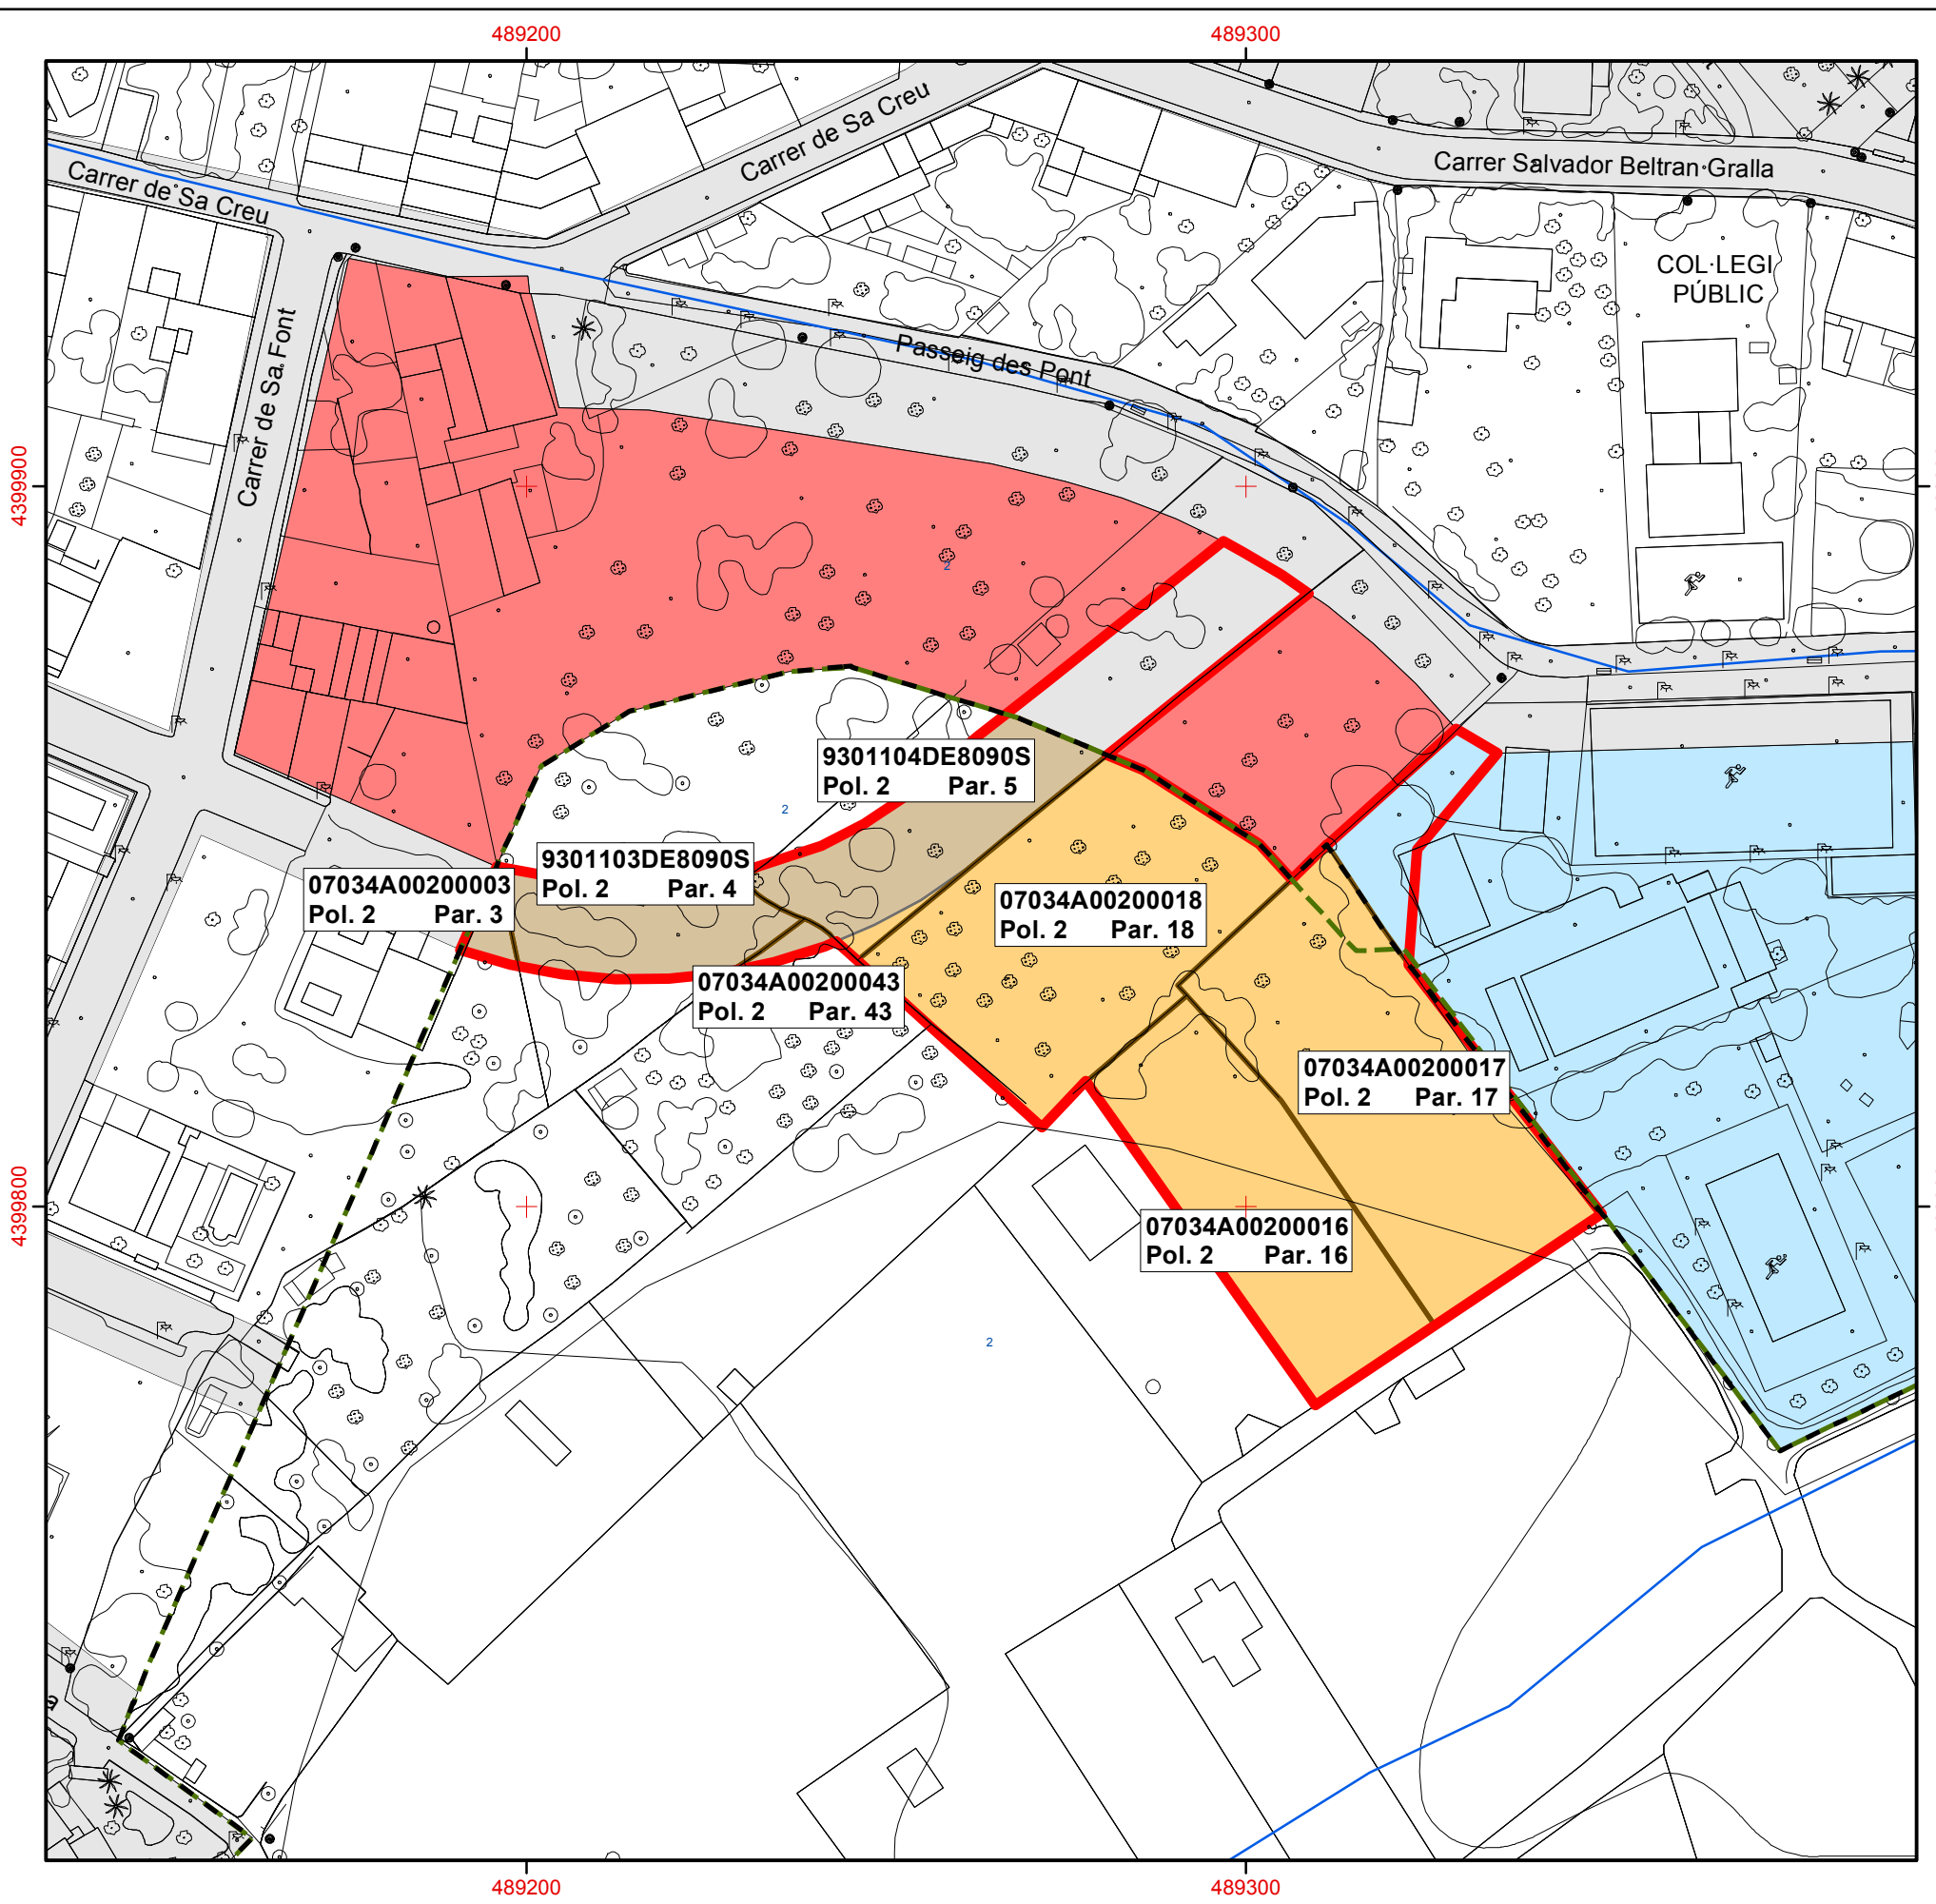 489200
489300
Carrer de Sa Creu
Carrer Salvador Beltran Gralla
Carrer de Sa Creu
COL·LEGI
PÚBLIC
Carrer de Sa Font
Passeig des Pont
4399900
2
9301104DE8090S
Pol. 2 Par. 5
2
9301103DE8090S
Pol. 2 Par. 4
07034A00200003
Pol. 2 Par. 3
07034A00200018
Pol. 2 Par. 18
07034A00200043
Pol. 2 Par. 43
07034A00200017
Pol. 2 Par. 17
4399800
07034A00200016
Pol. 2 Par. 16
2
489200
489300